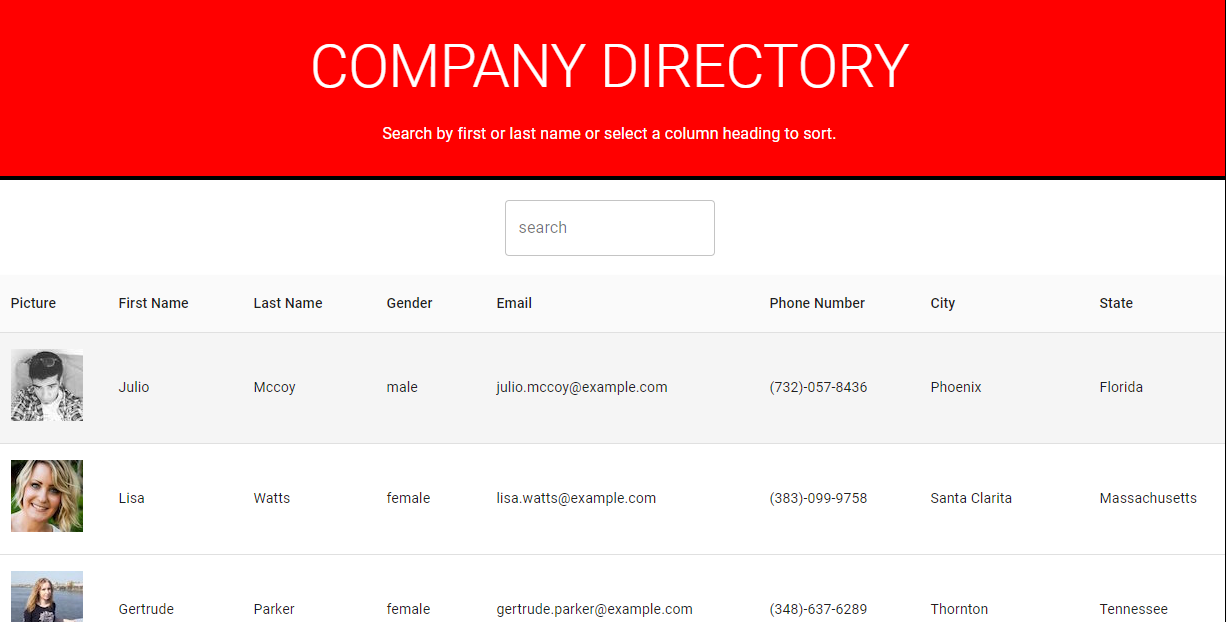 COMPANY DIRECTORY
Search by first or last name or select a column heading to sort.
search
Picture First Name Last Name Gender Email Phone Number City State
Julio Mccoy male julio.mccoy@example.com (732)-057-8436 Phoenix Florida
Lisa Watts female lisa.watts@example.com (383)-099-9758 Santa Clarita Massachusetts
Gertrude Parker female gertrude.parker@example.com (348)-637-6289 Thornton Tennessee